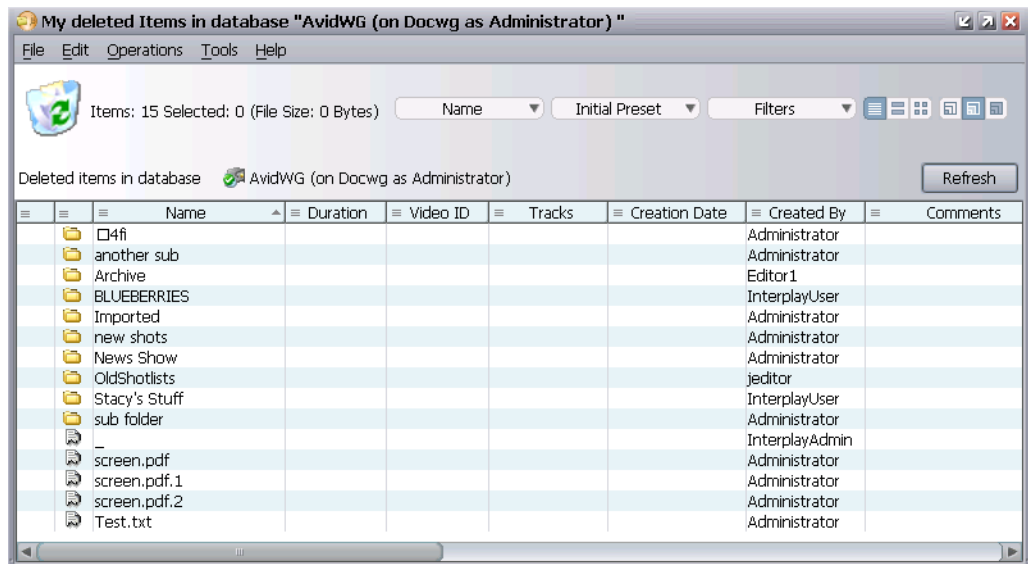 My deleted Items in database "AvidWG (on Docwg as Administrator) "
File Edit Operations Tools Help
Items: 15 Selected: 0 (File Size: 0 Bytes) Name Initial Preset Filters
Deleted items in database AvidWG (on Docwg as Administrator) Refresh
Name Duration Video ID Tracks Creation Date Created By Comments
□4fi Administrator
another sub Administrator
Archive Editor1
BLUEBERRIES InterplayUser
Imported Administrator
new shots Administrator
News Show Administrator
OldShotlists jeditor
Stacy's Stuff InterplayUser
sub folder Administrator
_ InterplayAdmin
screen.pdf Administrator
screen.pdf.1 Administrator
screen.pdf.2 Administrator
Test.txt Administrator